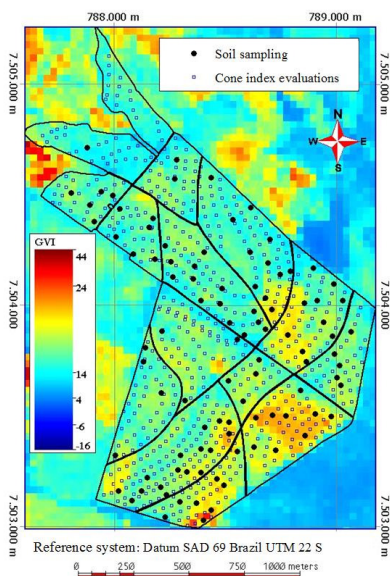 788.000 m
789.000 m
Soil sampling
Cone index evaluations
7.505.000 m
7.505.000 m
N
W
E
S
GVI
44
24
14
4
-6
-16
7.504.000
7.504.000
7.503.000 m
7.503.000 m
Reference system: Datum SAD 69 Brazil UTM 22 S
0 250 500 750 1000 meters